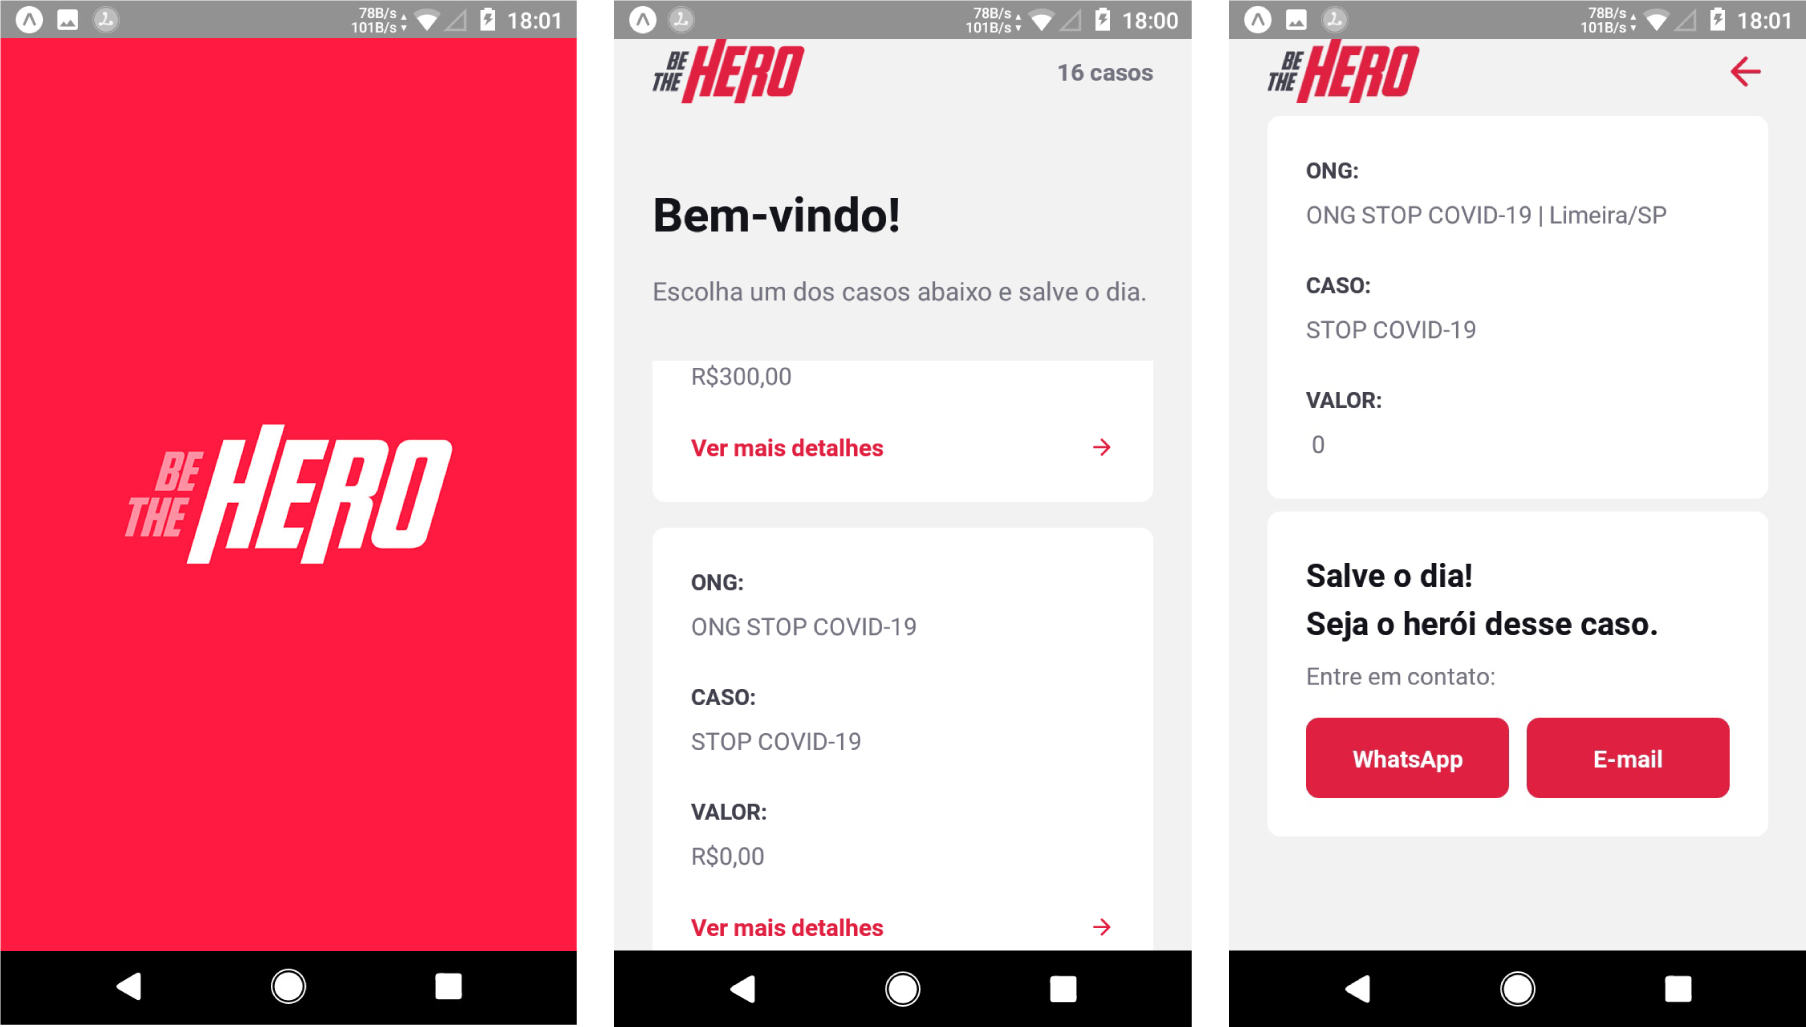 78B/s
101B/s
18:01
BE
THE
HERO
78B/s
101B/s
18:00
BE
THE
HERO
16 casos
Bem-vindo!
Escolha um dos casos abaixo e salve o dia.
R$300,00
Ver mais detalhes
ONG:
ONG STOP COVID-19
CASO:
STOP COVID-19
VALOR:
R$0,00
Ver mais detalhes
78B/s
101B/s
18:01
BE
THE
HERO
ONG:
ONG STOP COVID-19 | Limeira/SP
CASO:
STOP COVID-19
VALOR:
0
Salve o dia!
Seja o herói desse caso.
Entre em contato:
WhatsApp
E-mail